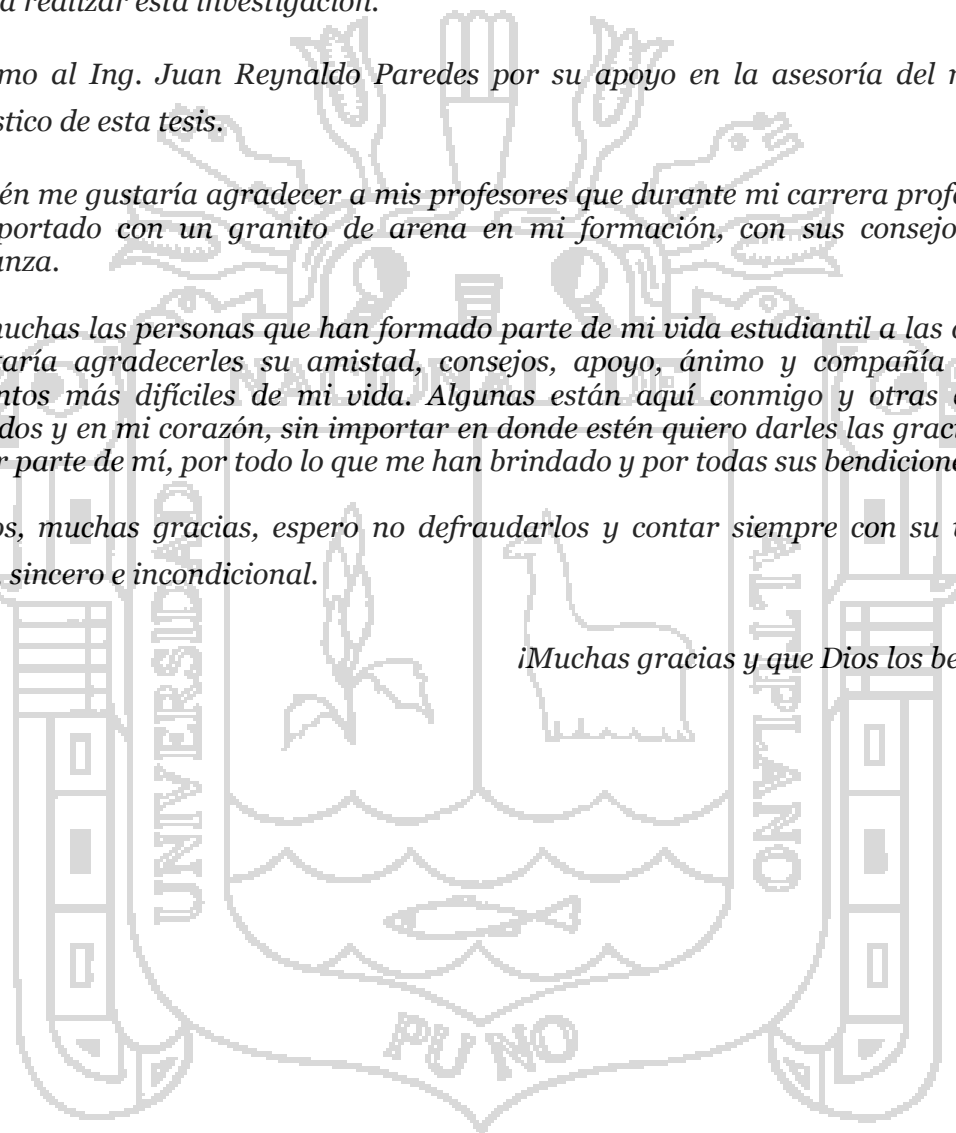 a realizar esta investigación.
mo al Ing. Juan Reynaldo Paredes por su apoyo en la asesoría del
stico de esta tesis.
én me gustaría agradecer a mis profesores que durante mi carrera profe
portado con un granito de arena en mi formación, con sus consejo
anza.
muchas las personas que han formado parte de mi vida estudiantil a las
taría agradecerles su amistad, consejos, apoyo, ánimo y compañía
ntos más difíciles de mi vida. Algunas están aquí conmigo y otras
dos y en mi corazón, sin importar en donde estén quiero darles las graci
r parte de mí, por todo lo que me han brindado y por todas sus bendicione
os, muchas gracias, espero no defraudarlos y contar siempre con su
sincero e incondicional.
¡Muchas gracias y que Dios los be
NACIONAL DEL
UNIVERSIDAD
ALTIPLANO
PUNO